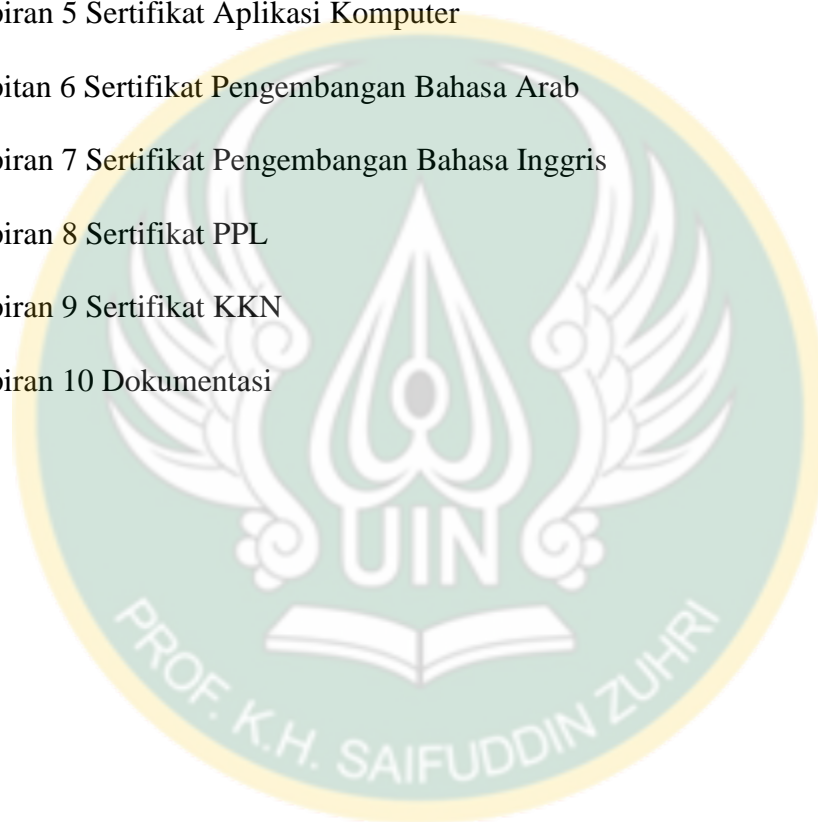 piran 5 Sertifikat Aplikasi Komputer
pitan 6 Sertifikat Pengembangan Bahasa Arab
piran 7 Sertifikat Pengembangan Bahasa Inggris
piran 8 Sertifikat PPL
piran 9 Sertifikat KKN
piran 10 Dokumentasi
UIN
PROF. K.H. SAIFUDDIN ZUHRI